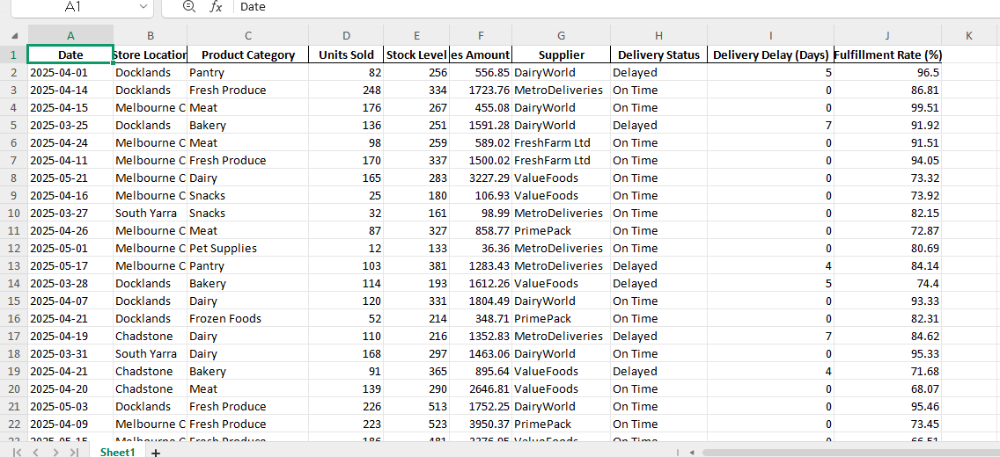 A1 fx Date
A B C D E F G H I J K
1 Date Store Location Product Category Units Sold Stock Level es Amount Supplier Delivery Status Delivery Delay (Days) Fulfillment Rate (%)
2 2025-04-01 Docklands Pantry 82 256 556.85 DairyWorld Delayed 5 96.5
3 2025-04-14 Docklands Fresh Produce 248 334 1723.76 MetroDeliveries On Time 0 86.81
4 2025-04-15 Melbourne C Meat 176 267 455.08 DairyWorld On Time 0 99.51
5 2025-03-25 Docklands Bakery 136 251 1591.28 DairyWorld Delayed 7 91.92
6 2025-04-24 Melbourne C Meat 98 259 589.02 FreshFarm Ltd On Time 0 91.51
7 2025-04-11 Melbourne C Fresh Produce 170 337 1500.02 FreshFarm Ltd On Time 0 94.05
8 2025-05-21 Melbourne C Dairy 165 283 3227.29 ValueFoods On Time 0 73.32
9 2025-04-16 Melbourne C Snacks 25 180 106.93 ValueFoods On Time 0 73.92
10 2025-03-27 South Yarra Snacks 32 161 98.99 MetroDeliveries On Time 0 82.15
11 2025-04-26 Melbourne C Meat 87 327 858.77 PrimePack On Time 0 72.87
12 2025-05-01 Melbourne C Pet Supplies 12 133 36.36 MetroDeliveries On Time 0 80.69
13 2025-05-17 Melbourne C Pantry 103 381 1283.43 MetroDeliveries Delayed 4 84.14
14 2025-03-28 Docklands Bakery 114 193 1612.26 ValueFoods Delayed 5 74.4
15 2025-04-07 Docklands Dairy 120 331 1804.49 DairyWorld On Time 0 93.33
16 2025-04-21 Docklands Frozen Foods 52 214 348.71 PrimePack On Time 0 82.31
17 2025-04-19 Chadstone Dairy 110 216 1352.83 MetroDeliveries Delayed 7 84.62
18 2025-03-31 South Yarra Dairy 168 297 1463.06 DairyWorld On Time 0 95.33
19 2025-04-21 Chadstone Bakery 91 365 895.64 ValueFoods Delayed 4 71.68
20 2025-04-20 Chadstone Meat 139 290 2646.81 ValueFoods On Time 0 68.07
21 2025-05-03 Docklands Fresh Produce 226 513 1752.25 DairyWorld On Time 0 95.46
22 2025-04-09 Melbourne C Fresh Produce 223 523 3950.37 PrimePack On Time 0 73.45
23 2025-05-15 Melbourne C Fresh Produce 186 481 ValueFoods On Time 0 66.51
Sheet1 +